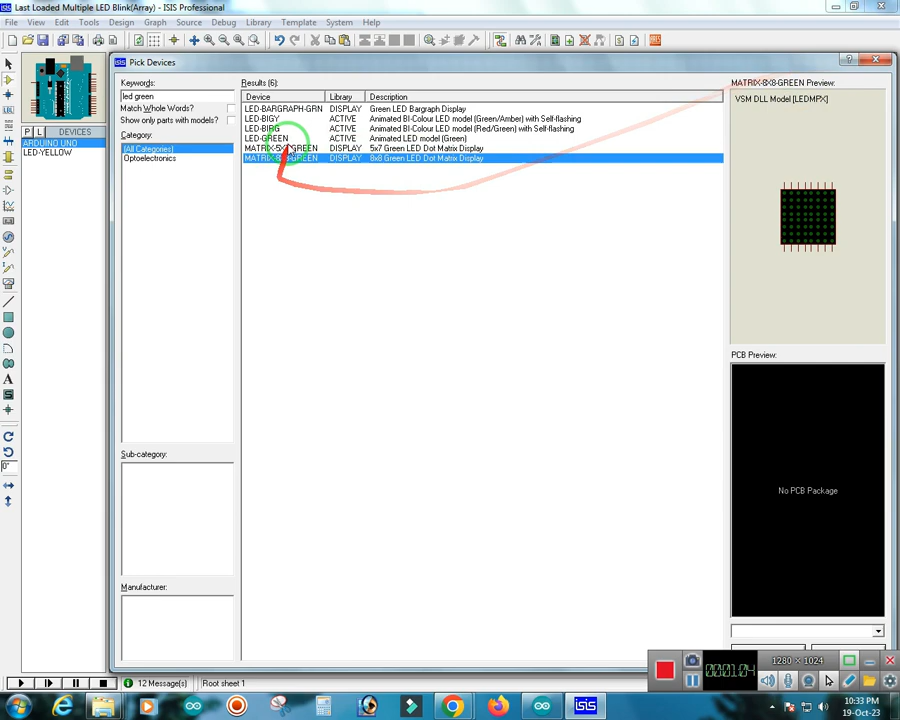 Last Loaded Multiple LED Blink(Array) - ISIS Professional
File View Edit Tools Design Graph Source Debug Library Template System Help
Pick Devices
Keywords:
led green
Match Whole Words?
Show only parts with models?
Category:
(All Categories)
Optoelectronics
Sub-category:
Manufacturer:
P L DEVICES
ARDUINO UNO
LED-YELLOW
0°
Results (6):
Device Library Description
LED-BARGRAPH-GRN DISPLAY Green LED Bargraph Display
LED-BIGY ACTIVE Animated BI-Colour LED model (Green/Amber) with Self-flashing
LED-BIRG ACTIVE Animated BI-Colour LED model (Red/Green) with Self-flashing
LED-GREEN ACTIVE Animated LED model (Green)
MATRIX-5X7-GREEN DISPLAY 5x7 Green LED Dot Matrix Display
MATRIX-8X8-GREEN DISPLAY 8x8 Green LED Dot Matrix Display
MATRIX-8X8-GREEN Preview:
VSM DLL Model [LEDMPX]
PCB Preview:
No PCB Package
12 Message(s) Root sheet 1
1280 × 1024
00:01:04
10:33 PM
19-Oct-23